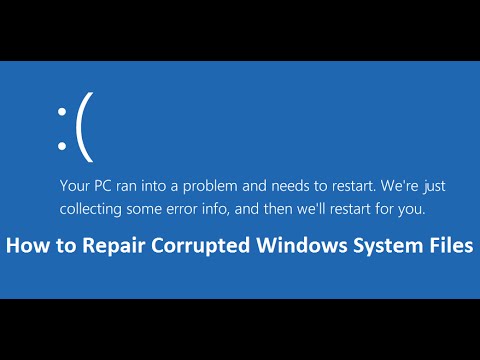 :(
Your PC ran into a problem and needs to restart. We're just
collecting some error info, and then we'll restart for you.
How to Repair Corrupted Windows System Files